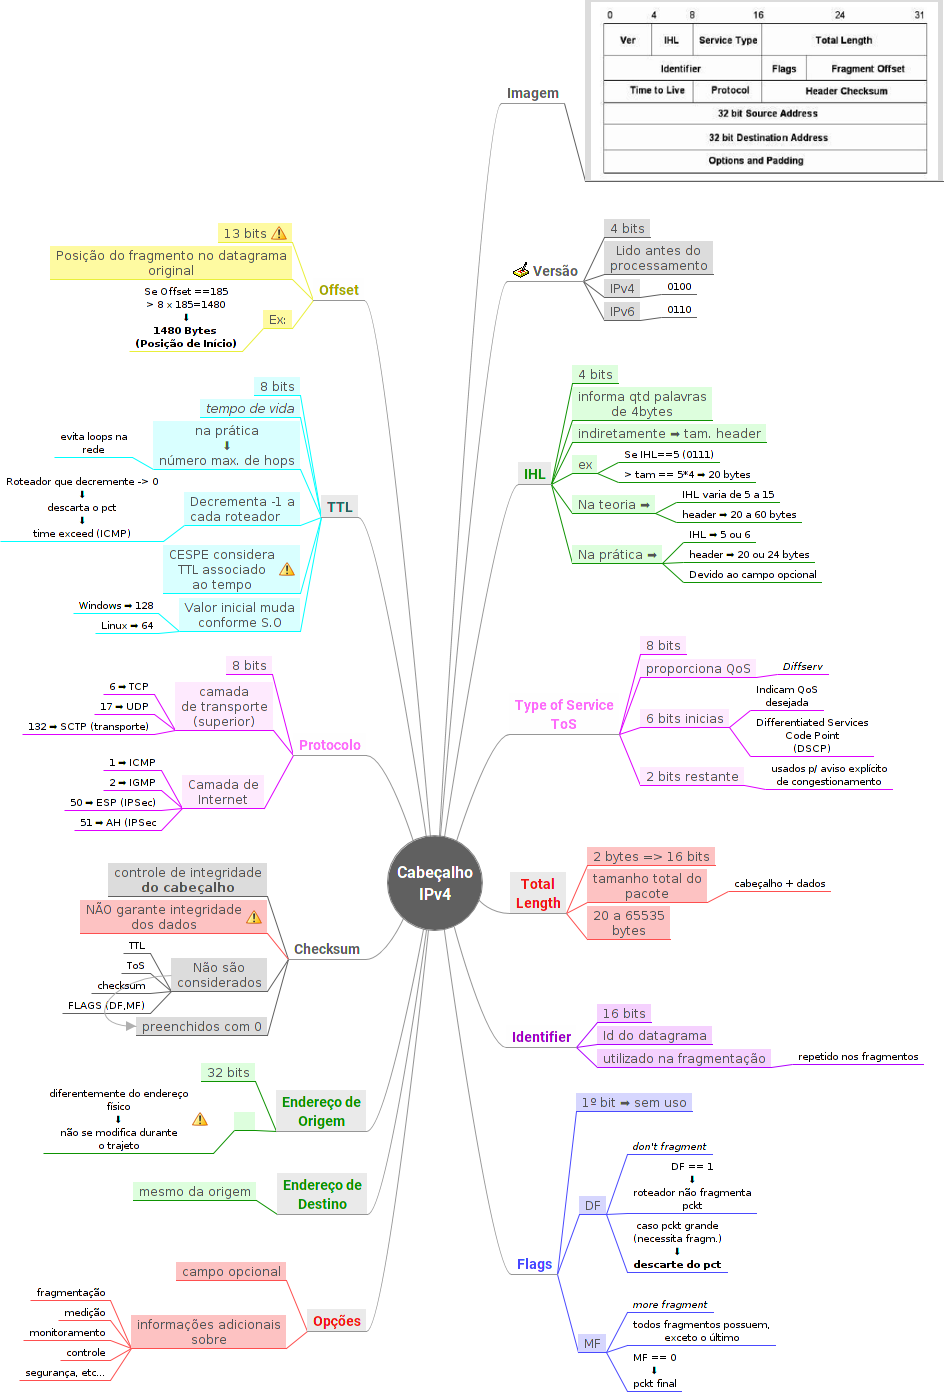 0 4 8 16 24 31
Ver IHL Service Type Total Length
Identifier Flags Fragment Offset
Time to Live Protocol Header Checksum
32 bit Source Address
32 bit Destination Address
Options and Padding
Imagem
Cabeçalho
IPv4
Versão
4 bits
Lido antes do
processamento
IPv4
0100
IPv6
0110
IHL
4 bits
informa qtd palavras
de 4bytes
indiretamente ➡ tam. header
ex
Se IHL==5 (0111)
> tam == 5*4 ➡ 20 bytes
Na teoria ➡
IHL varia de 5 a 15
header ➡ 20 a 60 bytes
Na prática ➡
IHL ➡ 5 ou 6
header ➡ 20 ou 24 bytes
Devido ao campo opcional
Type of Service
ToS
8 bits
proporciona QoS
Diffserv
6 bits inicias
Indicam QoS
desejada
Differentiated Services
Code Point
(DSCP)
2 bits restante
usados p/ aviso explícito
de congestionamento
Total
Length
2 bytes => 16 bits
tamanho total do
pacote
cabeçalho + dados
20 a 65535
bytes
Identifier
16 bits
Id do datagrama
utilizado na fragmentação
repetido nos fragmentos
Flags
1º bit ➡ sem uso
DF
don't fragment
DF == 1
⬇
roteador não fragmenta
pckt
caso pckt grande
(necessita fragm.)
⬇
descarte do pct
MF
more fragment
todos fragmentos possuem,
exceto o último
MF == 0
⬇
pckt final
Offset
13 bits
Posição do fragmento no datagrama
original
Ex:
Se Offset ==185
> 8 x 185=1480
⬇
1480 Bytes
(Posição de Início)
TTL
8 bits
tempo de vida
na prática
⬇
número max. de hops
evita loops na
rede
Decrementa -1 a
cada roteador
Roteador que decremente -> 0
⬇
descarta o pct
⬇
time exceed (ICMP)
CESPE considera
TTL associado
ao tempo
Valor inicial muda
conforme S.O
Windows ➡ 128
Linux ➡ 64
Protocolo
8 bits
camada
de transporte
(superior)
6 ➡ TCP
17 ➡ UDP
132 ➡ SCTP (transporte)
Camada de
Internet
1 ➡ ICMP
2 ➡ IGMP
50 ➡ ESP (IPSec)
51 ➡ AH (IPSec
Checksum
controle de integridade
do cabeçalho
NÃO garante integridade
dos dados
Não são
considerados
TTL
ToS
checksum
FLAGS (DF,MF)
preenchidos com 0
Endereço de
Origem
32 bits
diferentemente do endereço
físico
⬇
não se modifica durante
o trajeto
Endereço de
Destino
mesmo da origem
Opções
campo opcional
informações adicionais
sobre
fragmentação
medição
monitoramento
controle
segurança, etc...